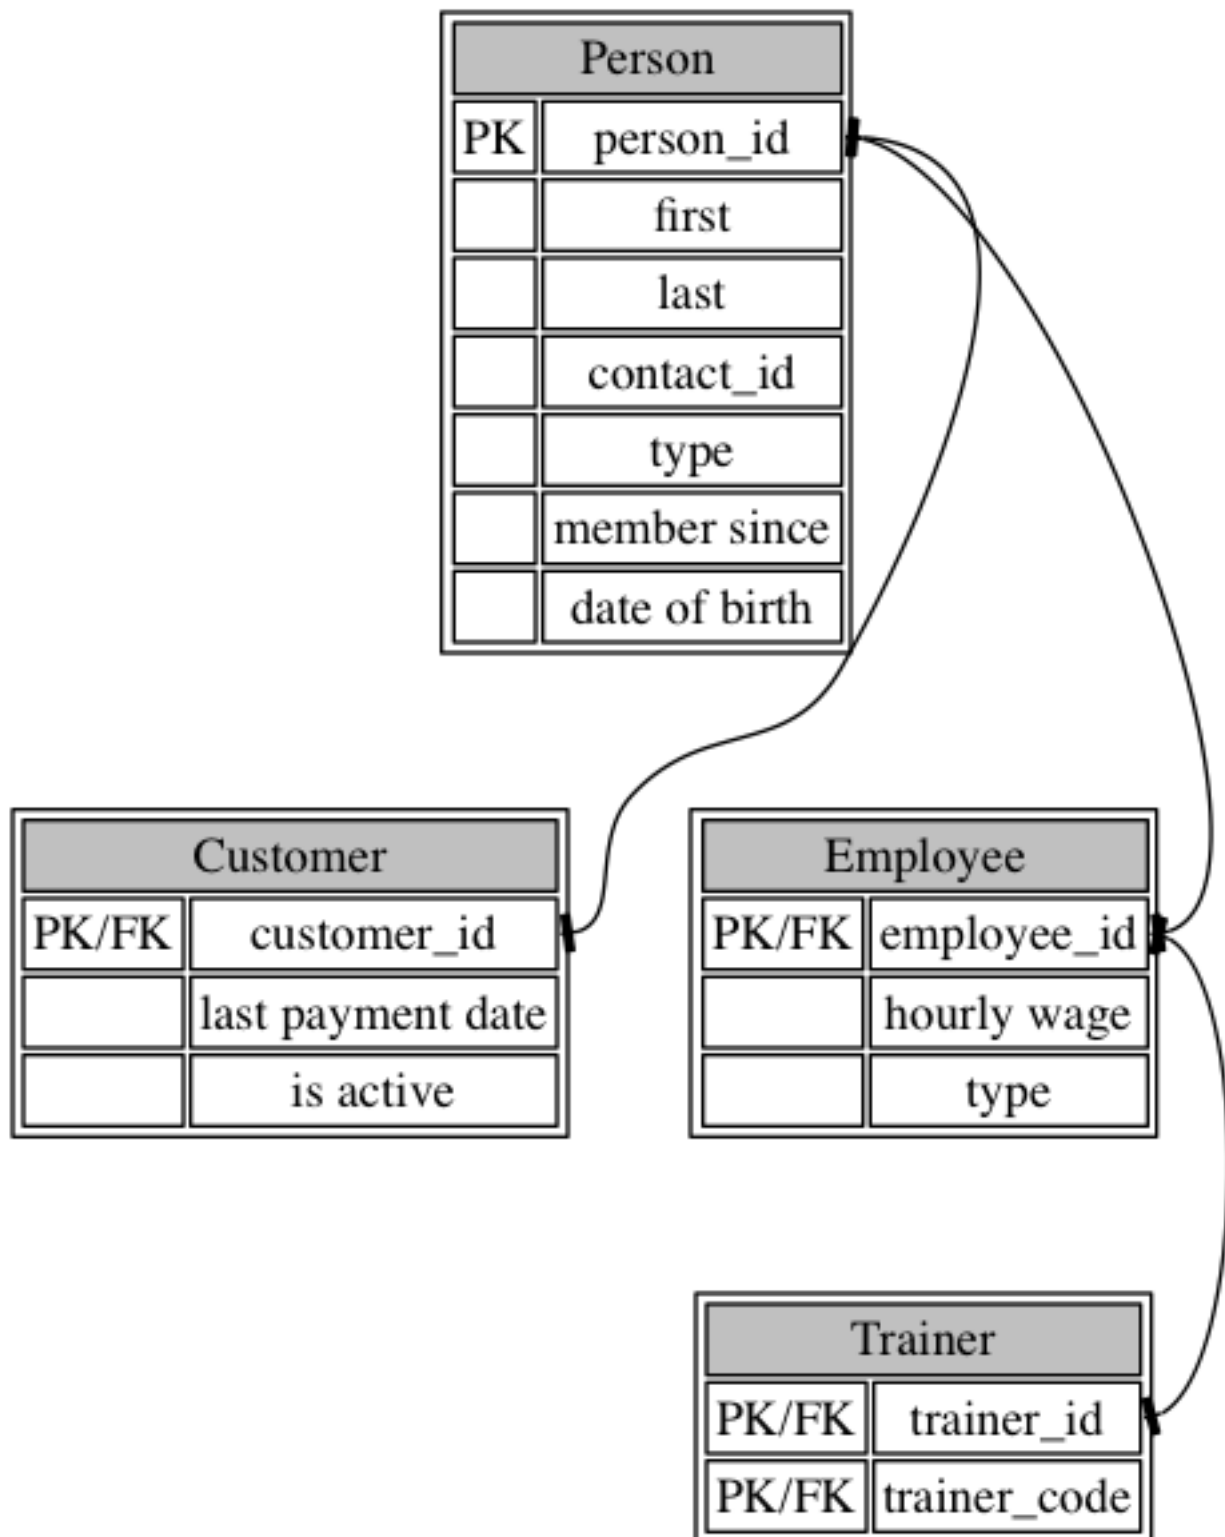 Person
PK person_id
first
last
contact_id
type
member since
date of birth
Customer
PK/FK customer_id
last payment date
is active
Employee
PK/FK employee_id
hourly wage
type
Trainer
PK/FK trainer_id
PK/FK trainer_code